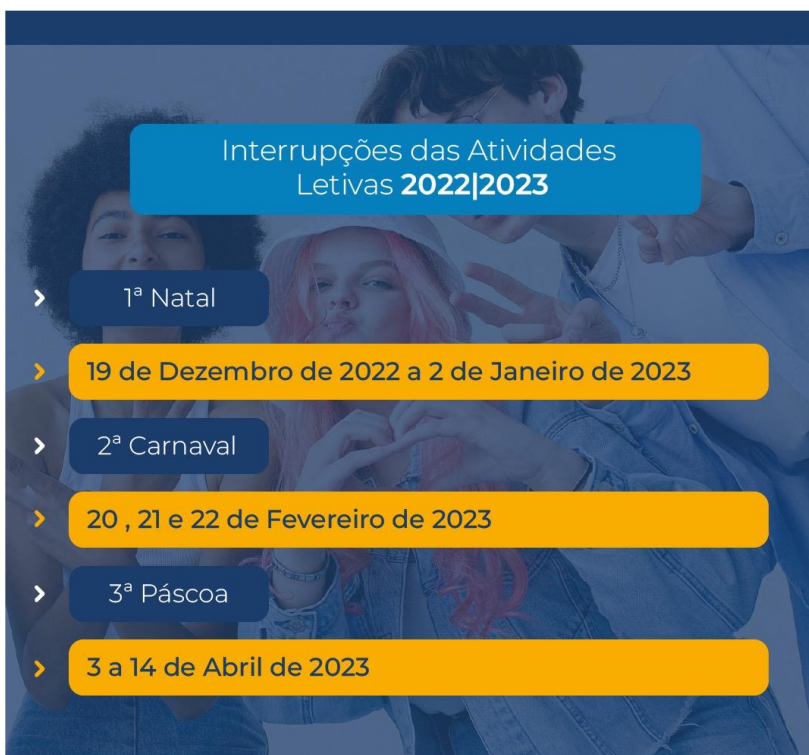 Interrupções das Atividades
Letivas 2022|2023
1ª Natal
19 de Dezembro de 2022 a 2 de Janeiro de 2023
2ª Carnaval
20 , 21 e 22 de Fevereiro de 2023
3ª Páscoa
3 a 14 de Abril de 2023